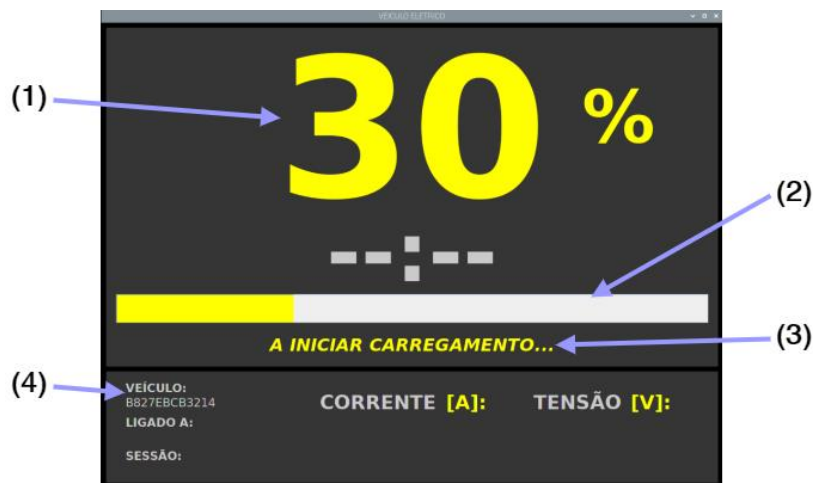 VEÍCULO ELÉTRICO
(1)
30 %
(2)
--:--
A INICIAR CARREGAMENTO...
(3)
(4)
VEÍCULO:
B827EBCB3214
CORRENTE [A]: TENSÃO [V]:
LIGADO A:
SESSÃO: